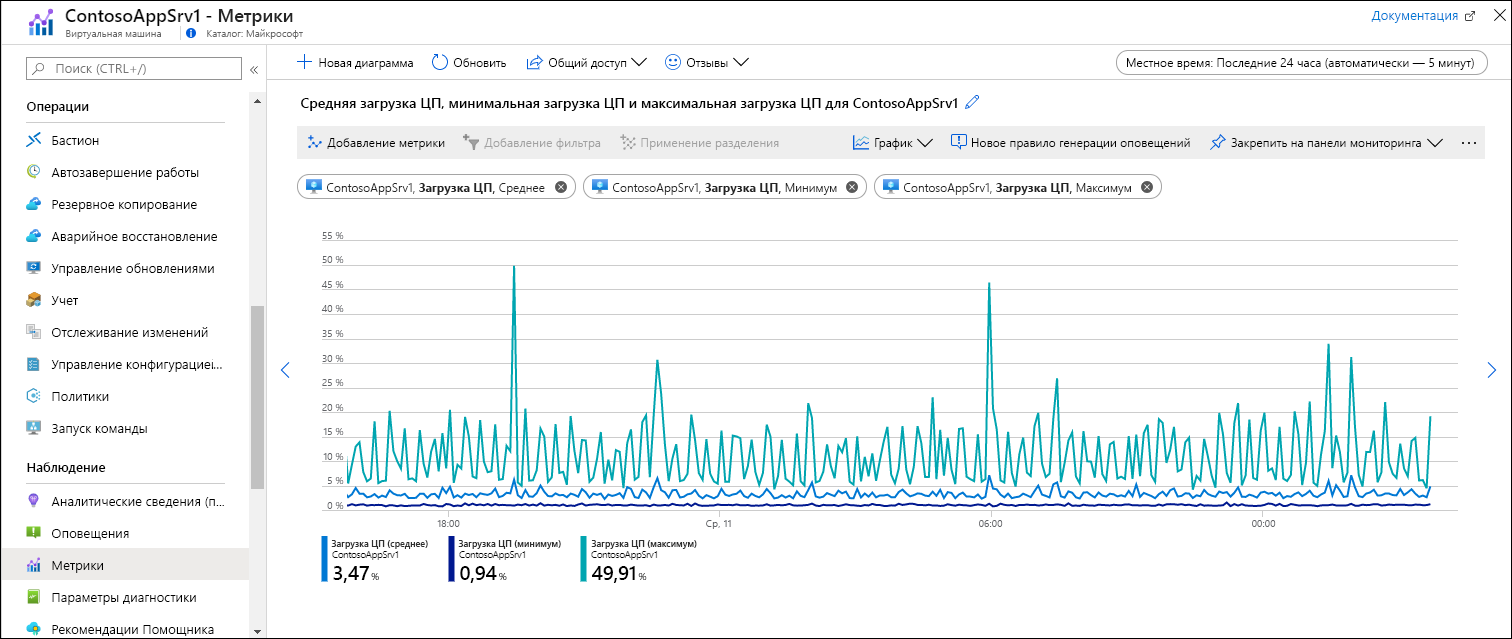 ContosoAppSrv1 - Метрики
Виртуальная машина
Каталог: Майкрософт
Документация
Поиск (CTRL+/)
«
Операции
Бастион
Автозавершение работы
Резервное копирование
Аварийное восстановление
Управление обновлениями
Учет
Отслеживание изменений
Управление конфигурацией...
Политики
Запуск команды
Наблюдение
Аналитические сведения (п...
Оповещения
Метрики
Параметры диагностики
Рекомендации Помощника
Новая диаграмма
Обновить
Общий доступ
Отзывы
Местное время: Последние 24 часа (автоматически — 5 минут)
Средняя загрузка ЦП, минимальная загрузка ЦП и максимальная загрузка ЦП для ContosoAppSrv1
Добавление метрики
Добавление фильтра
Применение разделения
График
Новое правило генерации оповещений
Закрепить на панели мониторинга
...
ContosoAppSrv1, Загрузка ЦП, Среднее
ContosoAppSrv1, Загрузка ЦП, Минимум
ContosoAppSrv1, Загрузка ЦП, Максимум
55 %
50 %
45 %
40 %
35 %
30 %
25 %
20 %
15 %
10 %
5 %
0 %
18:00
Ср, 11
06:00
00:00
Загрузка ЦП (среднее)
ContosoAppSrv1
3,47 %
Загрузка ЦП (минимум)
ContosoAppSrv1
0,94 %
Загрузка ЦП (максимум)
ContosoAppSrv1
49,91 %